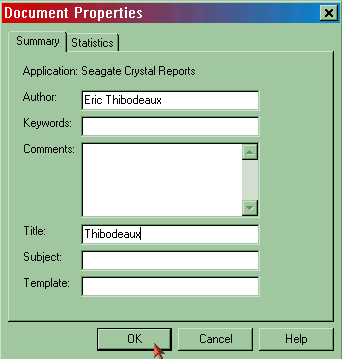 Document Properties
Summary Statistics
Application: Seagate Crystal Reports
Author: Eric Thibodeaux
Keywords:
Comments:
Title: Thibodeaux
Subject:
Template:
OK Cancel Help